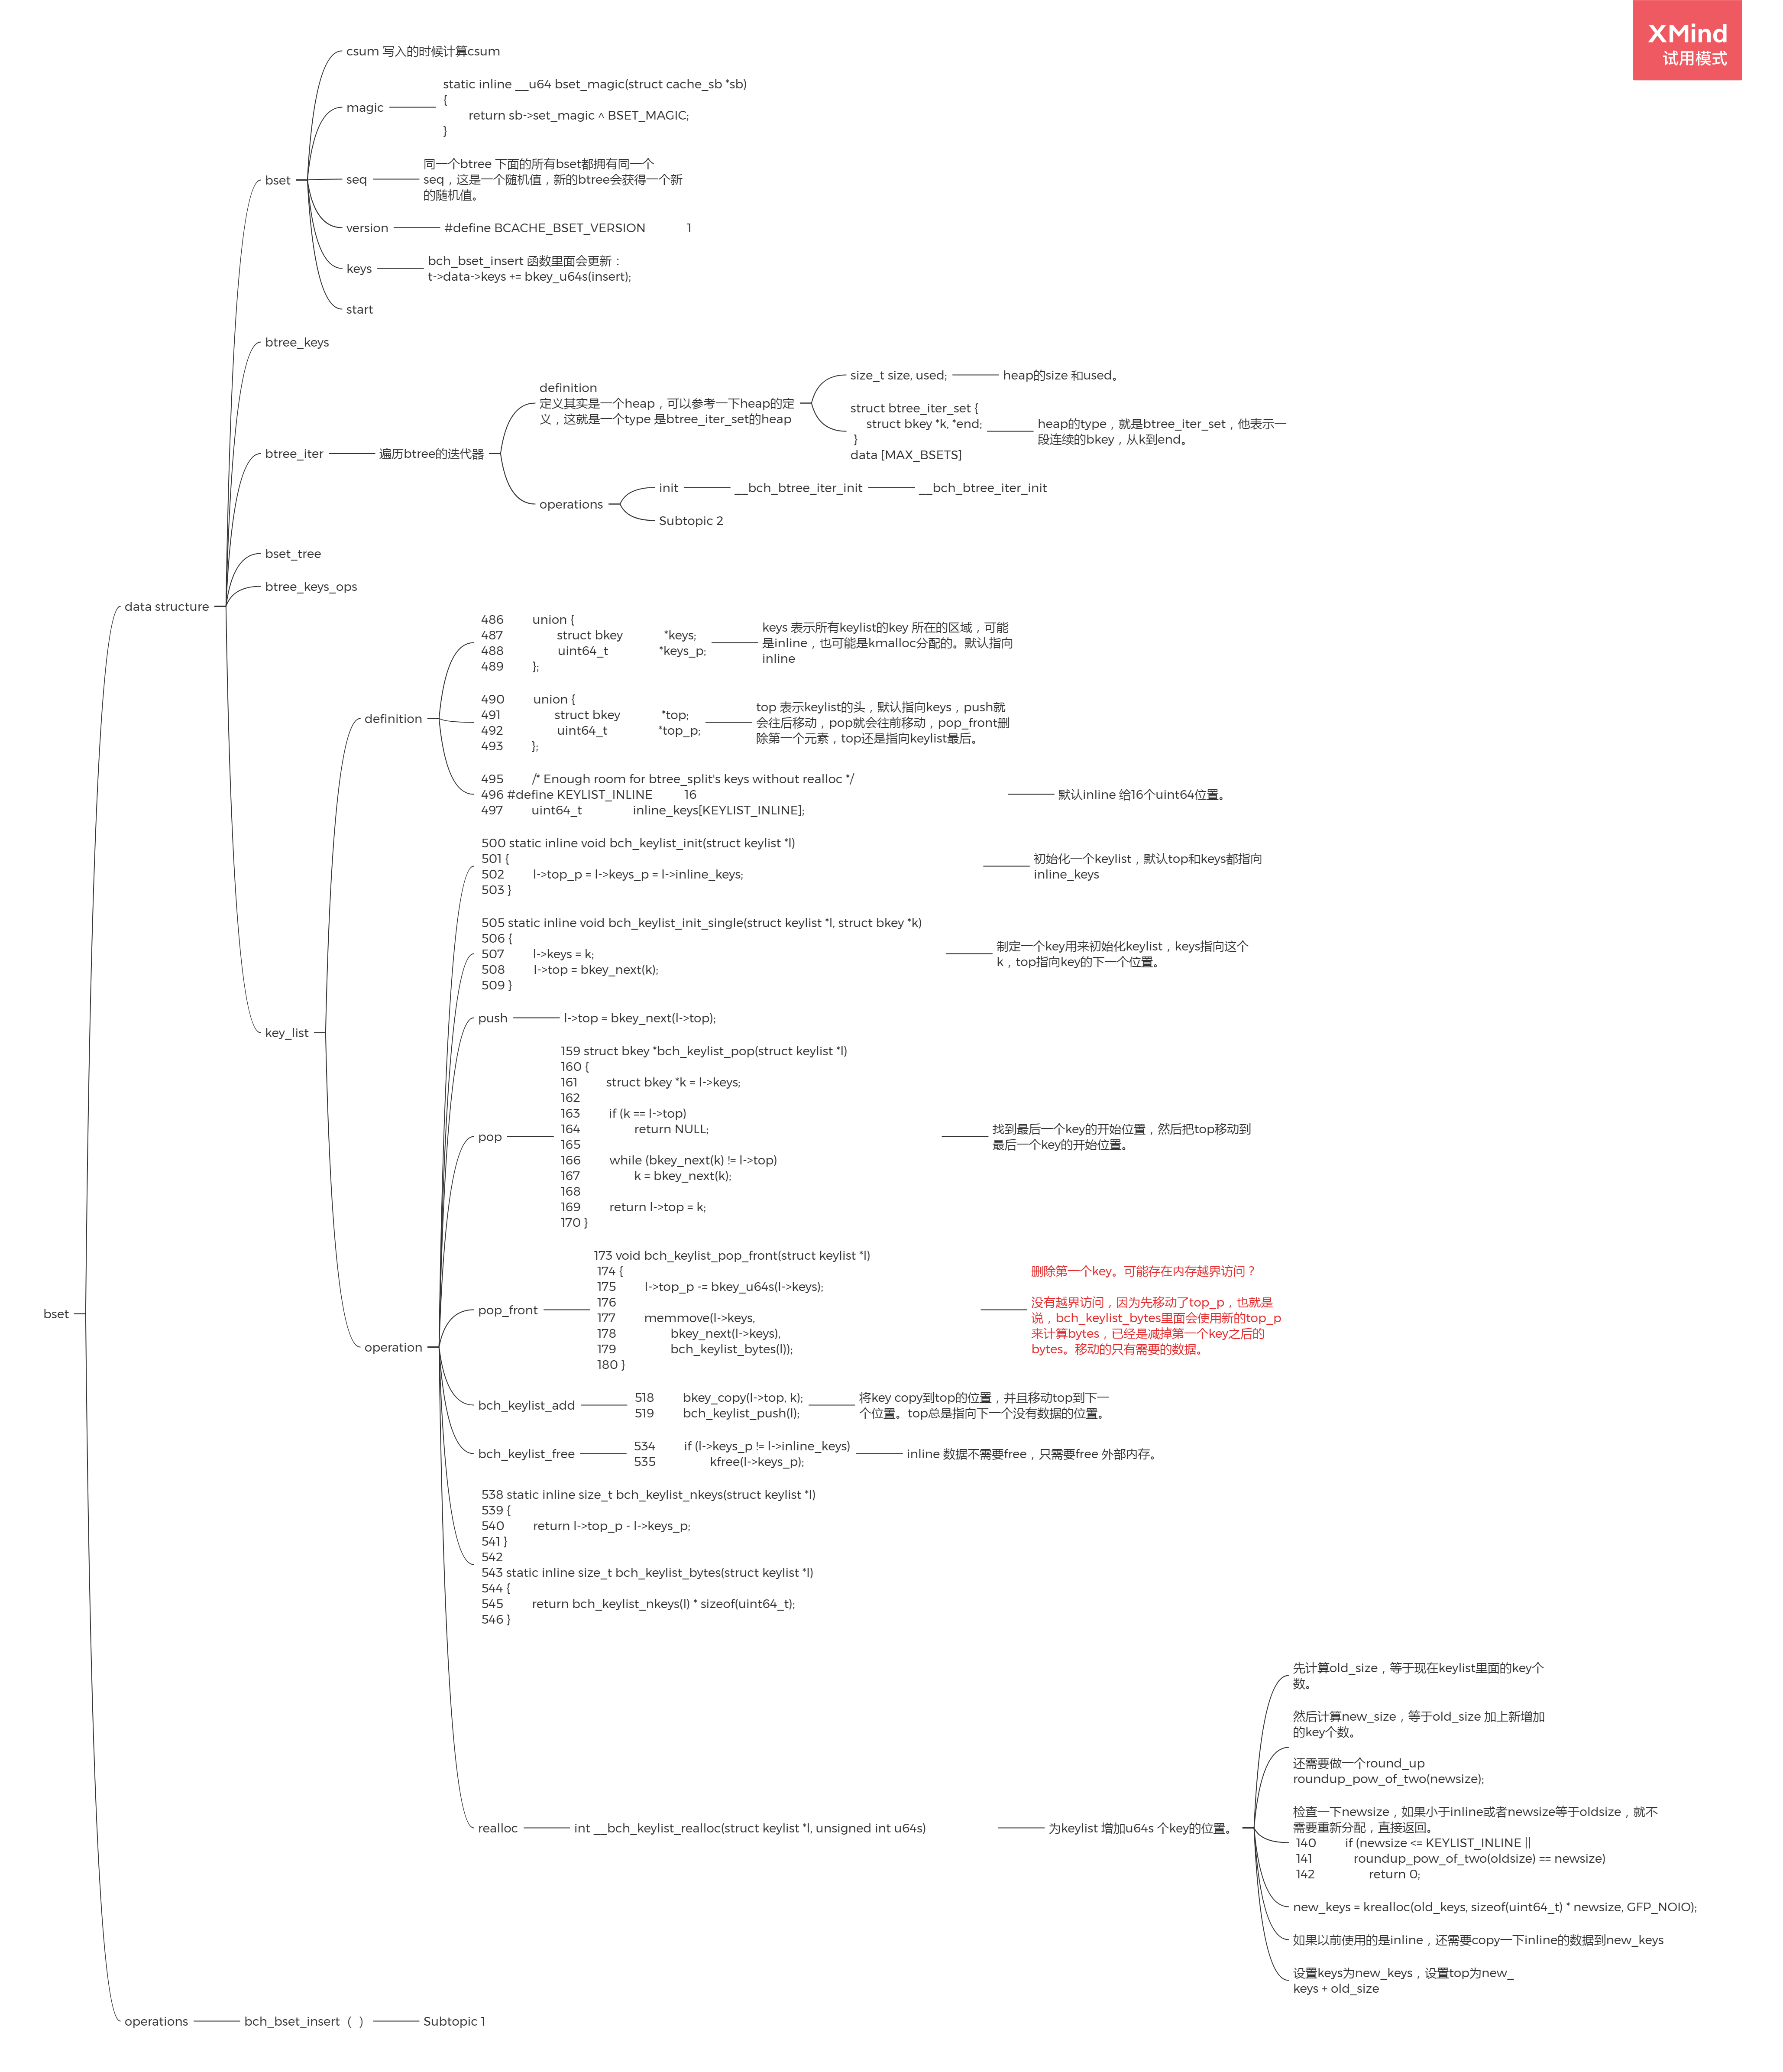 XMind
试用模式
csum 写入的时候计算csum
magic
static inline __u64 bset_magic(struct cache_sb *sb)
{
return sb->set_magic ^ BSET_MAGIC;
}
bset
seq
同一个btree 下面的所有bset都拥有同一个
seq，这是一个随机值，新的btree会获得一个新
的随机值。
version
#define BCACHE_BSET_VERSION 1
keys
bch_bset_insert 函数里面会更新：
t->data->keys += bkey_u64s(insert);
start
btree_keys
btree_iter
遍历btree的迭代器
definition
定义其实是一个heap，可以参考一下heap的定
义，这就是一个type 是btree_iter_set的heap
size_t size, used;
heap的size 和used。
struct btree_iter_set {
struct bkey *k, *end;
}
data [MAX_BSETS]
heap的type，就是btree_iter_set，他表示一
段连续的bkey，从k到end。
operations
init
__bch_btree_iter_init
__bch_btree_iter_init
Subtopic 2
bset_tree
btree_keys_ops
data structure
key_list
definition
486 union {
487 struct bkey *keys;
488 uint64_t *keys_p;
489 };
keys 表示所有keylist的key 所在的区域，可能
是inline，也可能是kmalloc分配的。默认指向
inline
490 union {
491 struct bkey *top;
492 uint64_t *top_p;
493 };
top 表示keylist的头，默认指向keys，push就
会往后移动，pop就会往前移动，pop_front删
除第一个元素，top还是指向keylist最后。
495 /* Enough room for btree_split's keys without realloc */
496 #define KEYLIST_INLINE 16
497 uint64_t inline_keys[KEYLIST_INLINE];
默认inline 给16个uint64位置。
operation
500 static inline void bch_keylist_init(struct keylist *l)
501 {
502 l->top_p = l->keys_p = l->inline_keys;
503 }
初始化一个keylist，默认top和keys都指向
inline_keys
505 static inline void bch_keylist_init_single(struct keylist *l, struct bkey *k)
506 {
507 l->keys = k;
508 l->top = bkey_next(k);
509 }
制定一个key用来初始化keylist，keys指向这个
k，top指向key的下一个位置。
push
l->top = bkey_next(l->top);
pop
159 struct bkey *bch_keylist_pop(struct keylist *l)
160 {
161 struct bkey *k = l->keys;
162
163 if (k == l->top)
164 return NULL;
165
166 while (bkey_next(k) != l->top)
167 k = bkey_next(k);
168
169 return l->top = k;
170 }
找到最后一个key的开始位置，然后把top移动到
最后一个key的开始位置。
pop_front
173 void bch_keylist_pop_front(struct keylist *l)
174 {
175 l->top_p -= bkey_u64s(l->keys);
176
177 memmove(l->keys,
178 bkey_next(l->keys),
179 bch_keylist_bytes(l));
180 }
删除第一个key。可能存在内存越界访问？
没有越界访问，因为先移动了top_p，也就是
说，bch_keylist_bytes里面会使用新的top_p
来计算bytes，已经是减掉第一个key之后的
bytes。移动的只有需要的数据。
bch_keylist_add
518 bkey_copy(l->top, k);
519 bch_keylist_push(l);
将key copy到top的位置，并且移动top到下一
个位置。top总是指向下一个没有数据的位置。
bch_keylist_free
534 if (l->keys_p != l->inline_keys)
535 kfree(l->keys_p);
inline 数据不需要free，只需要free 外部内存。
538 static inline size_t bch_keylist_nkeys(struct keylist *l)
539 {
540 return l->top_p - l->keys_p;
541 }
542
543 static inline size_t bch_keylist_bytes(struct keylist *l)
544 {
545 return bch_keylist_nkeys(l) * sizeof(uint64_t);
546 }
realloc
int __bch_keylist_realloc(struct keylist *l, unsigned int u64s)
为keylist 增加u64s 个key的位置。
先计算old_size，等于现在keylist里面的key个
数。
然后计算new_size，等于old_size 加上新增加
的key个数。
还需要做一个round_up
roundup_pow_of_two(newsize);
检查一下newsize，如果小于inline或者newsize等于oldsize，就不
需要重新分配，直接返回。
140 if (newsize <= KEYLIST_INLINE ||
141 roundup_pow_of_two(oldsize) == newsize)
142 return 0;
new_keys = krealloc(old_keys, sizeof(uint64_t) * newsize, GFP_NOIO);
如果以前使用的是inline，还需要copy一下inline的数据到new_keys
设置keys为new_keys，设置top为new_
keys + old_size
bset
operations
bch_bset_insert（ ）
Subtopic 1